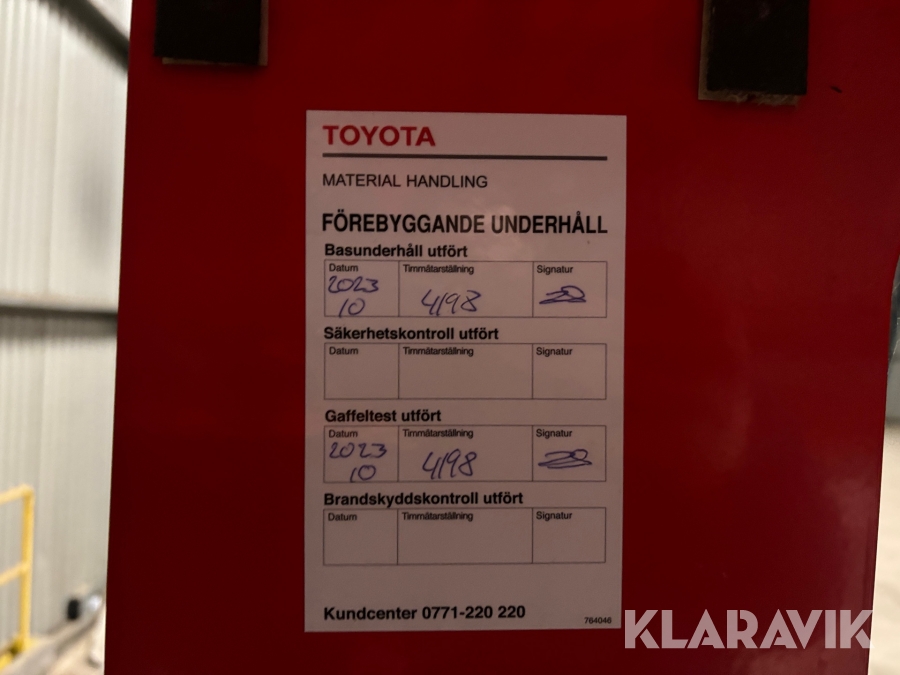 TOYOTA
MATERIAL HANDLING
FÖREBYGGANDE UNDERHÅLL
Basunderhåll utfört
Datum Timmätarställning Signatur
2023 10 4198
Säkerhetskontroll utfört
Datum Timmätarställning Signatur
Gaffeltest utfört
Datum Timmätarställning Signatur
2023 10 4198
Brandskyddskontroll utfört
Datum Timmätarställning Signatur
Kundcenter 0771-220 220
764046
KLARAVIK